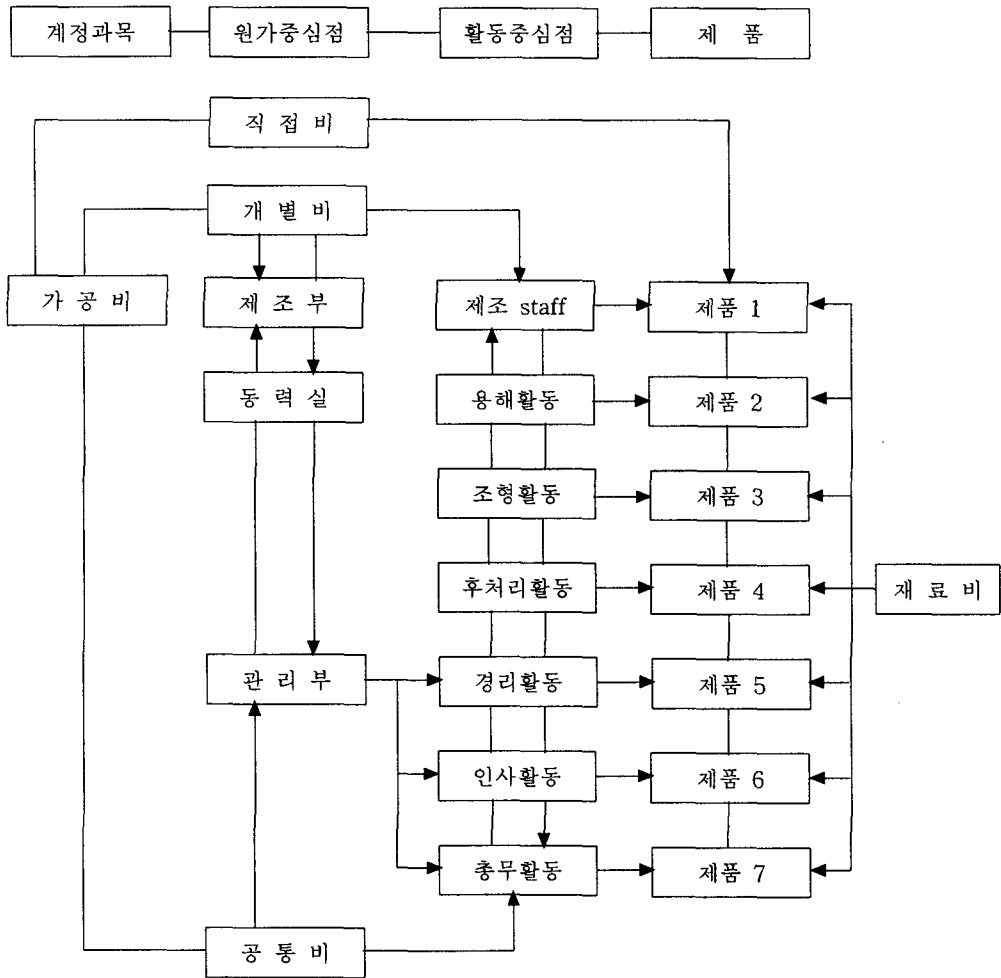 계정과목 원가중심점 활동중심점 제 품
직 접 비
개 별 비
가 공 비 제 조 부 제조 staff 제품 1
동 력 실 용해활동 제품 2
조형활동 제품 3
후처리활동 제품 4 재 료 비
관 리 부 경리활동 제품 5
인사활동 제품 6
총무활동 제품 7
공 통 비